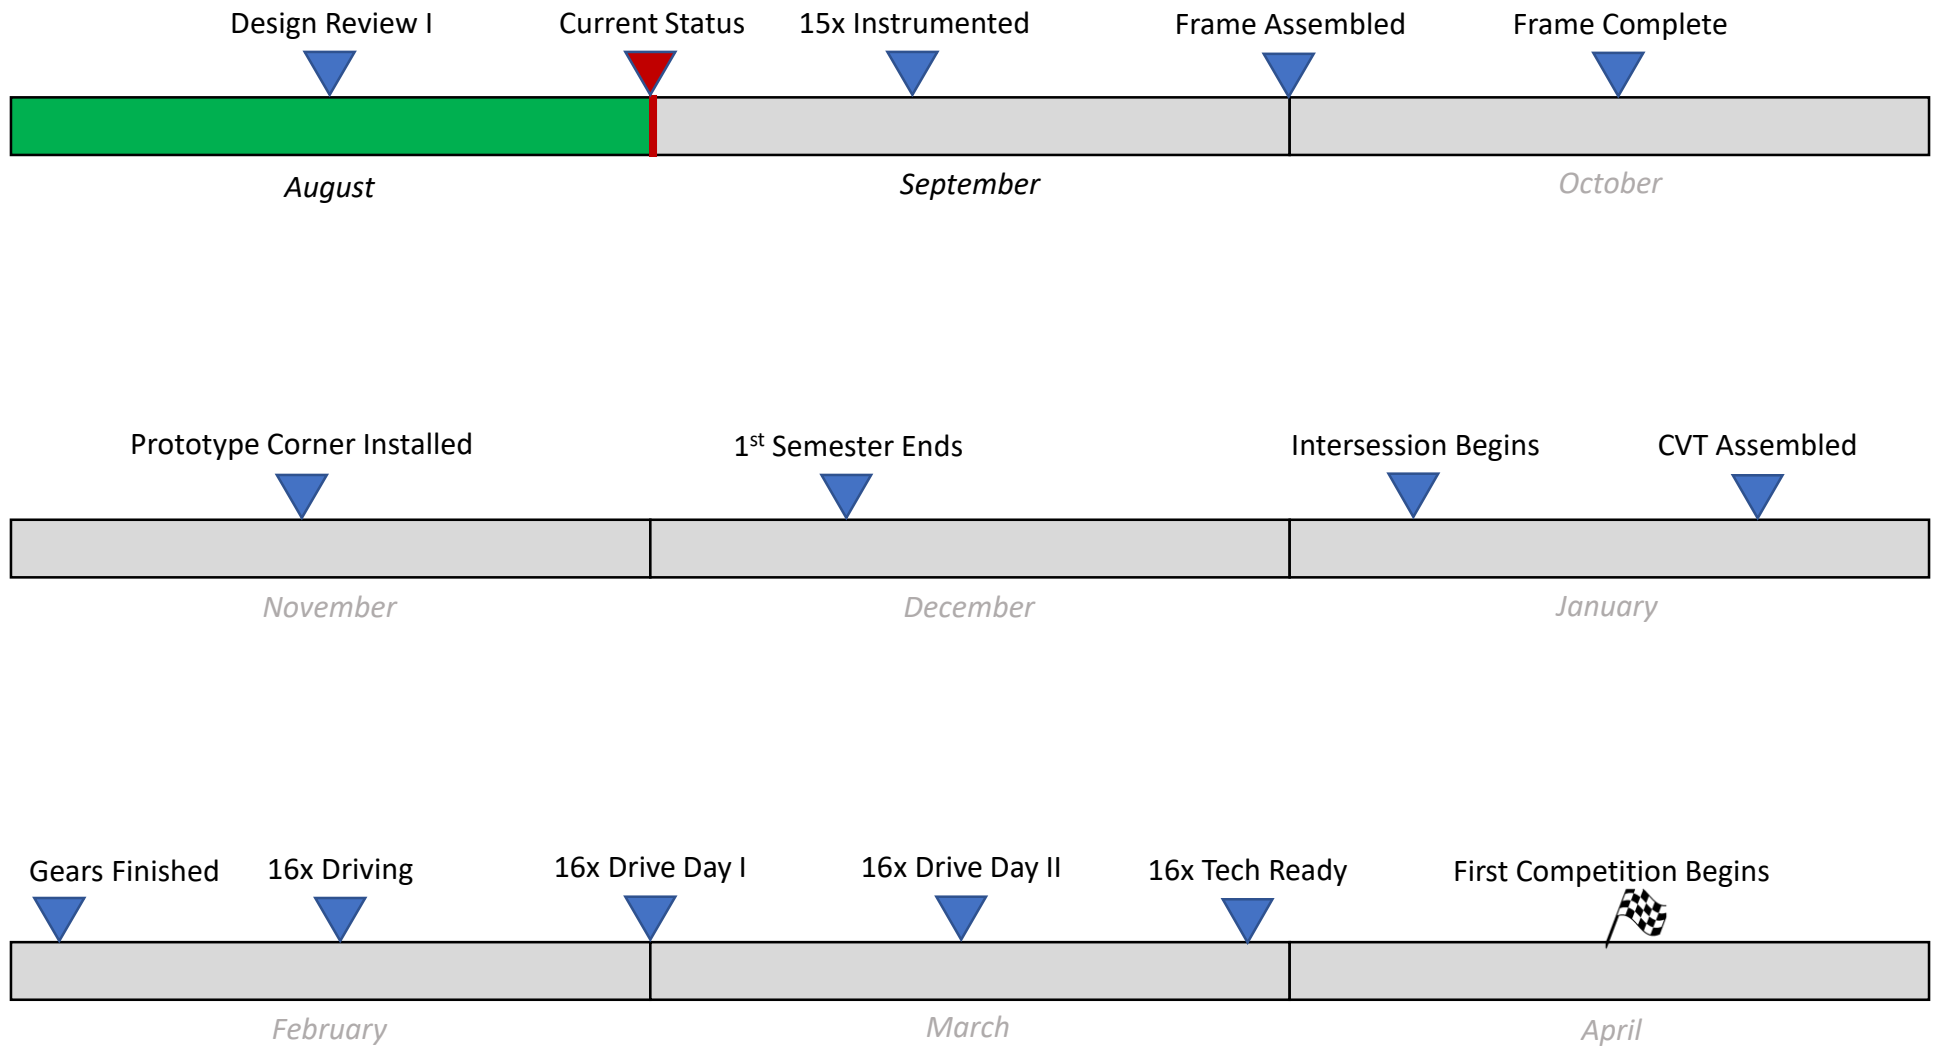 Design Review I
Current Status
15x Instrumented
Frame Assembled
Frame Complete
August
September
October
Prototype Corner Installed
1st Semester Ends
Intersession Begins
CVT Assembled
November
December
January
Gears Finished
16x Driving
16x Drive Day I
16x Drive Day II
16x Tech Ready
First Competition Begins
February
March
April